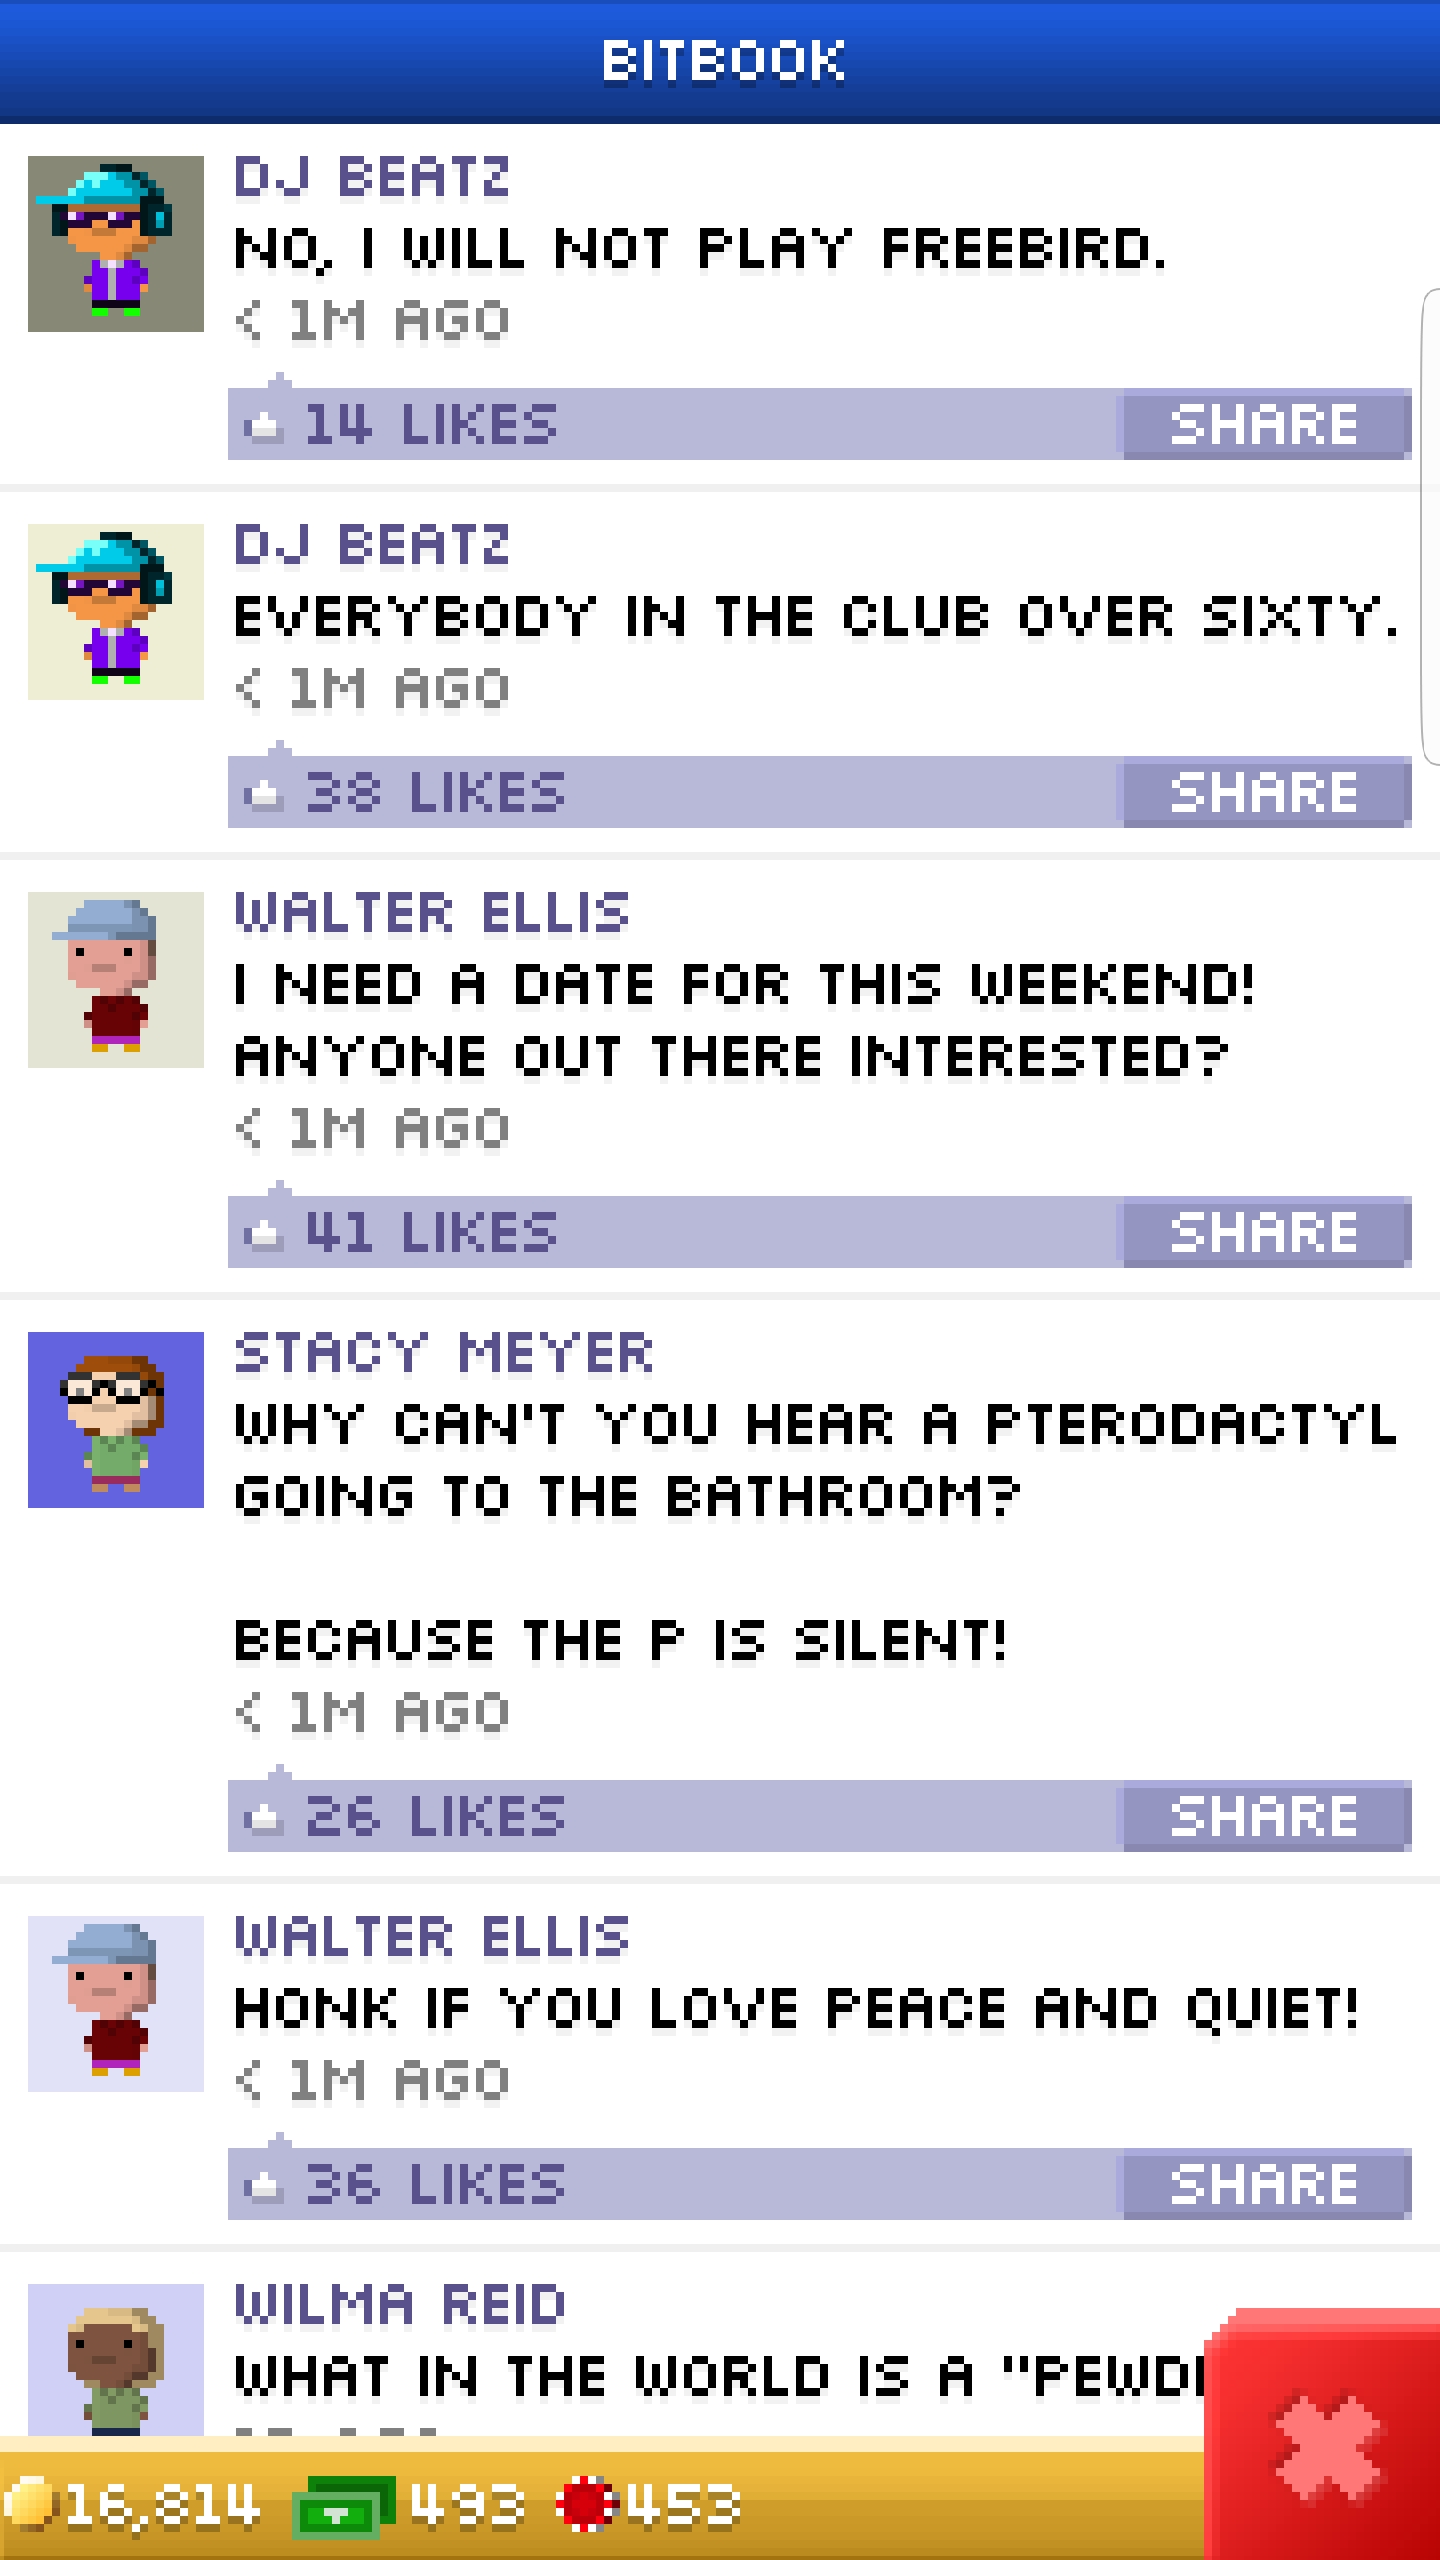 BITBOOK
DJ BEATZ
NO, I WILL NOT PLAY FREEBIRD.
< 1M AGO
14 LIKES
SHARE
DJ BEATZ
EVERYBODY IN THE CLUB OVER SIXTY.
< 1M AGO
38 LIKES
SHARE
WALTER ELLIS
I NEED A DATE FOR THIS WEEKEND!
ANYONE OUT THERE INTERESTED?
< 1M AGO
41 LIKES
SHARE
STACY MEYER
WHY CAN'T YOU HEAR A PTERODACTYL
GOING TO THE BATHROOM?
BECAUSE THE P IS SILENT!
< 1M AGO
26 LIKES
SHARE
WALTER ELLIS
HONK IF YOU LOVE PEACE AND QUIET!
< 1M AGO
36 LIKES
SHARE
WILMA REID
WHAT IN THE WORLD IS A "PEWDI
16,814 493 453